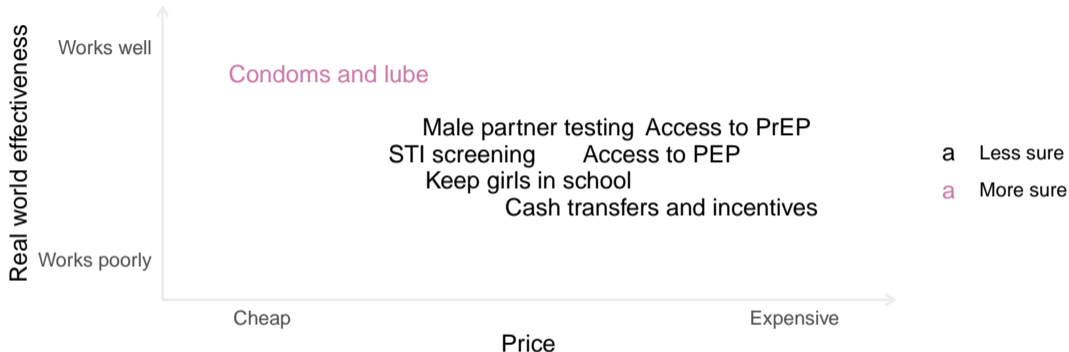 Real world effectiveness
Works well
Condoms and lube
Male partner testing Access to PrEP
STI screening Access to PEP
Keep girls in school
Cash transfers and incentives
Works poorly
Cheap Expensive
Price
a Less sure
a More sure